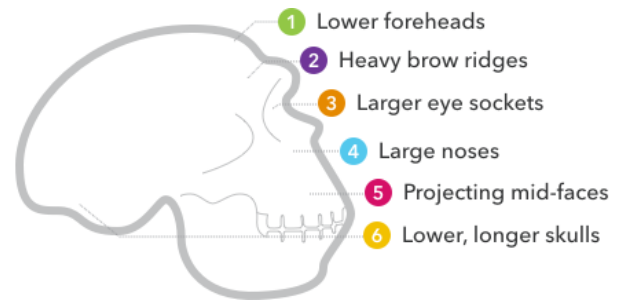 1 Lower foreheads
2 Heavy brow ridges
3 Larger eye sockets
4 Large noses
5 Projecting mid-faces
6 Lower, longer skulls